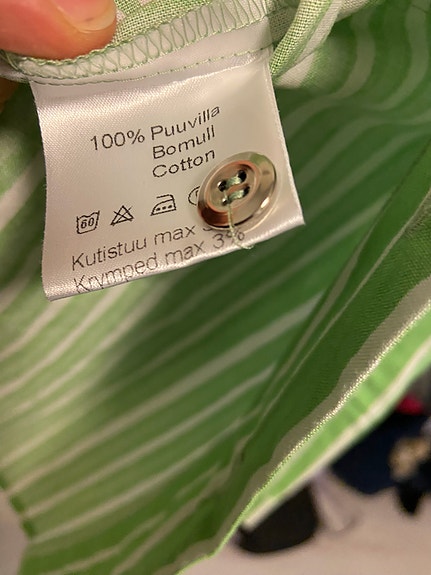 100% Puuvilla
Bomull
Cotton
60
Kutistuu max
Krymped max 3%